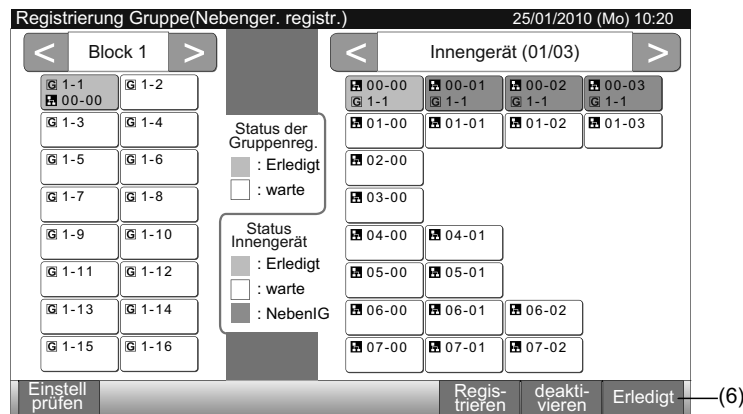 Registrierung Gruppe(Nebenger. registr.) 25/01/2010 (Mo) 10:20
< Block 1 > < Innengerät (01/03) >
G 1-1 G 1-2
00-00
G 1-3 G 1-4
G 1-5 G 1-6
G 1-7 G 1-8
G 1-9 G 1-10
G 1-11 G 1-12
G 1-13 G 1-14
G 1-15 G 1-16
Status der
Gruppenreg.
: Erledigt
: warte
Status
Innengerät
: Erledigt
: warte
: NebenIG
00-00 00-01 00-02 00-03
G 1-1 G 1-1 G 1-1 G 1-1
01-00 01-01 01-02 01-03
02-00
03-00
04-00 04-01
05-00 05-01
06-00 06-01 06-02
07-00 07-01 07-02
Einstell
prüfen
Regis-
trieren
deakti-
vieren
Erledigt
(6)